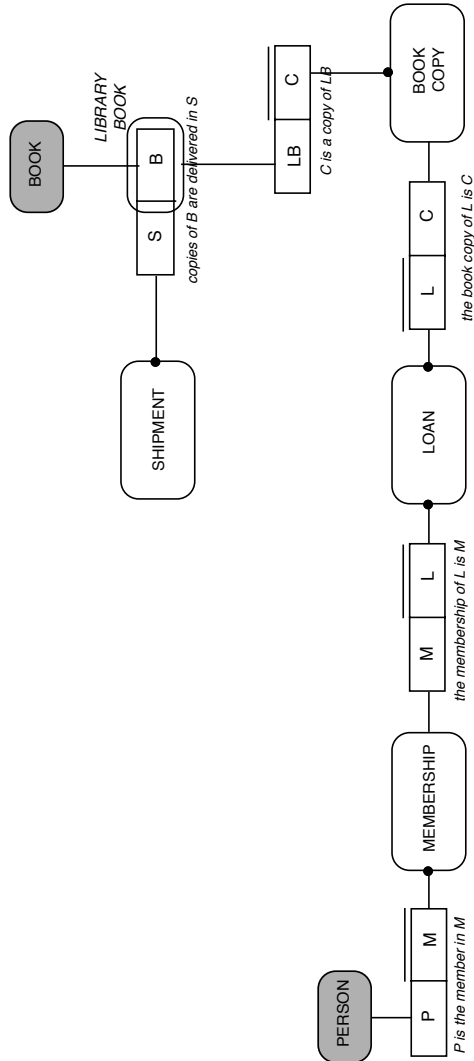 BOOK
LIBRARY
BOOK
SHIPMENT
S
B
copies of B are delivered in S
LB
C
C is a copy of LB
PERSON
P
M
MEMBERSHIP
M
L
LOAN
L
C
BOOK
COPY
P is the member in M
the membership of L is M
the book copy of L is C